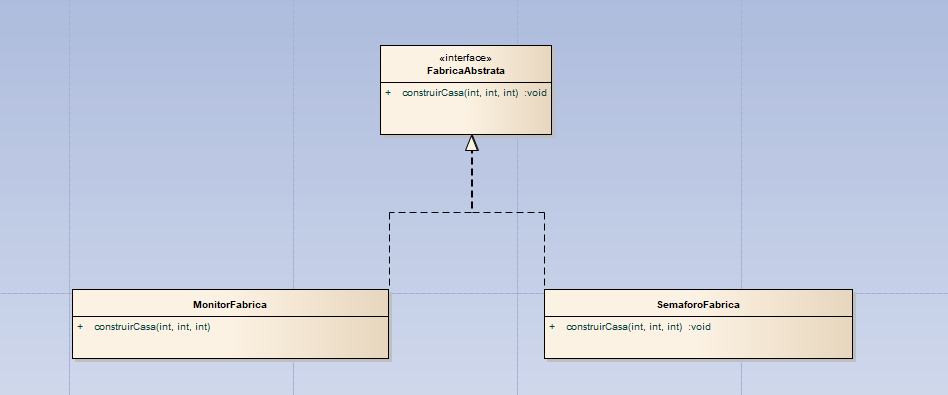 «interface»
FabricaAbstrata
+ construirCasa(int, int, int) :void
MonitorFabrica
+ construirCasa(int, int, int)
SemaforoFabrica
+ construirCasa(int, int, int) :void